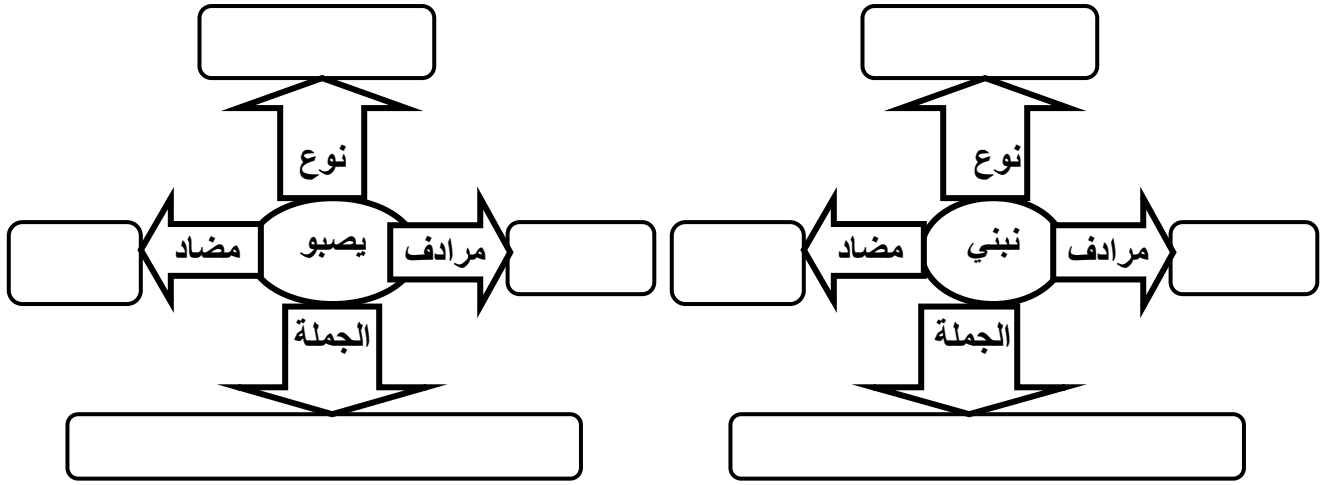 نوع
مرادف
نبني
مضاد
الجملة
نوع
مرادف
يصبو
مضاد
الجملة